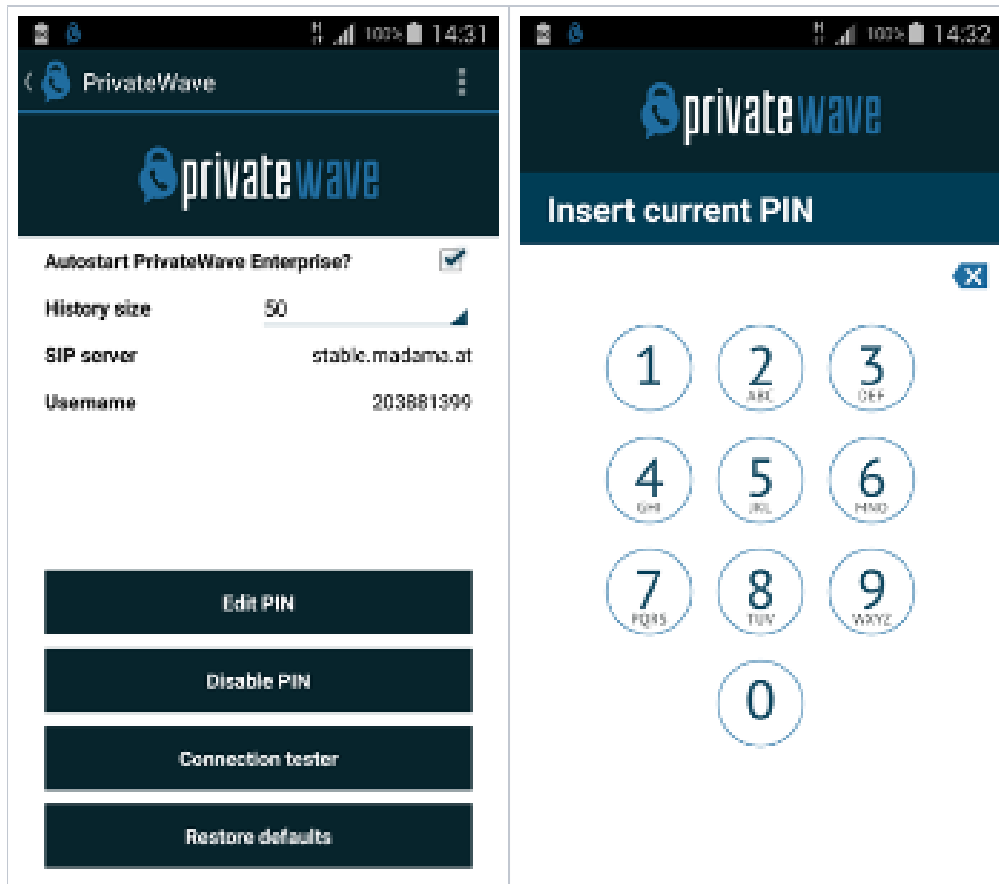 100% 14:31
PrivateWave
privatewave
Autostart PrivateWave Enterprise?
History size 50
SIP server stable.madama.at
Username 203881399
Edit PIN
Disable PIN
Connection tester
Restore defaults
100% 14:32
privatewave
Insert current PIN
1 2 3
ABC DEF
4 5 6
GHI JKL MNO
7 8 9
PQRS TUV WXYZ
0